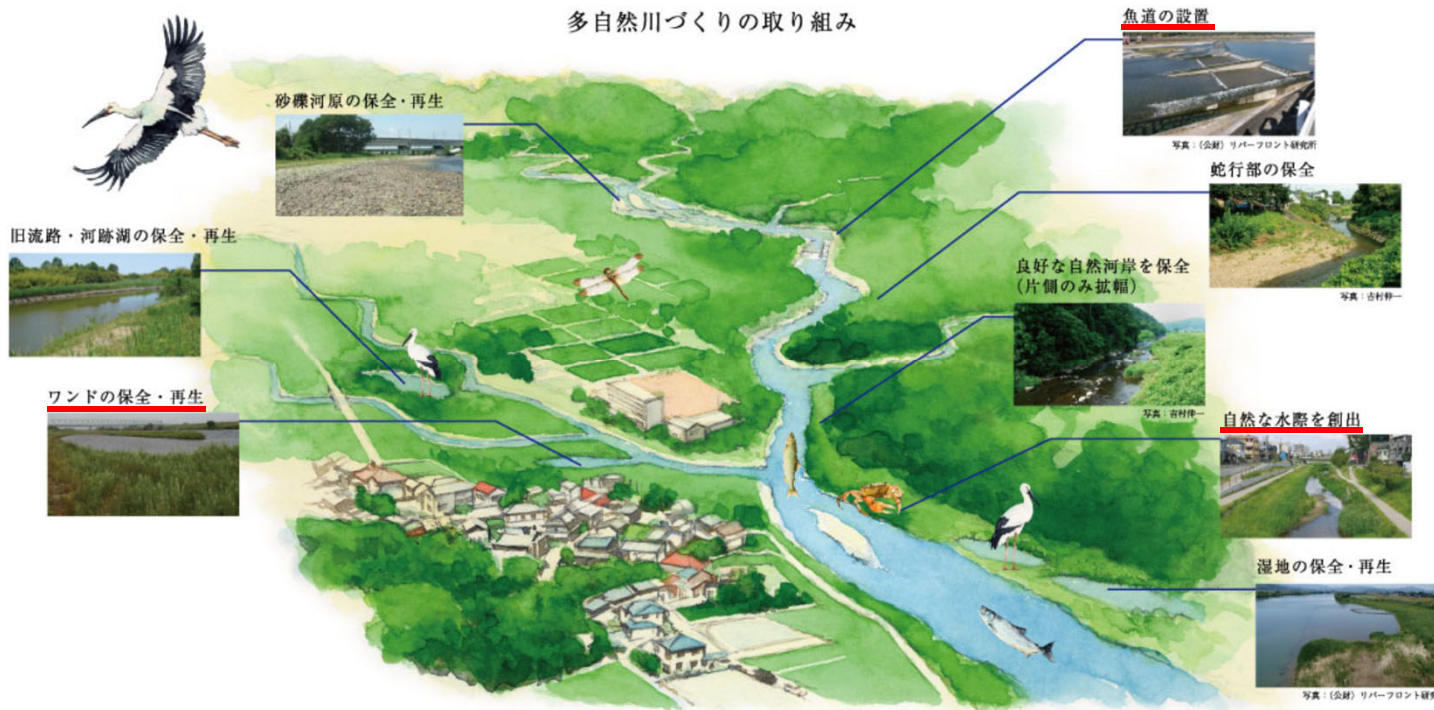 多自然川づくりの取り組み
魚道の設置
写真：（公財）リバーフロント研究所
砂礫河原の保全・再生
蛇行部の保全
写真：吉村伸一
旧流路・河跡湖の保全・再生
良好な自然河岸を保全
（片側のみ拡幅）
写真：吉村伸一
ワンドの保全・再生
自然な水際を創出
湿地の保全・再生
写真：（公財）リバーフロント研究